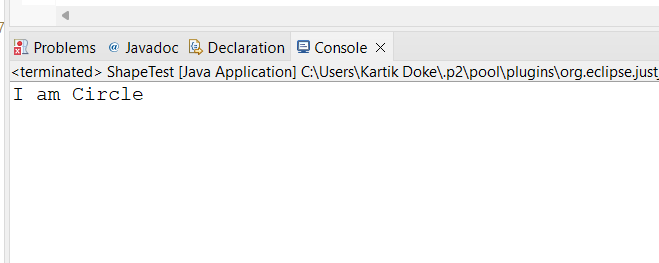 7
Problems @ Javadoc Declaration Console
<terminated> ShapeTest [Java Application] C:\Users\Kartik Doke\.p2\pool\plugins\org.eclipse.just
I am Circle